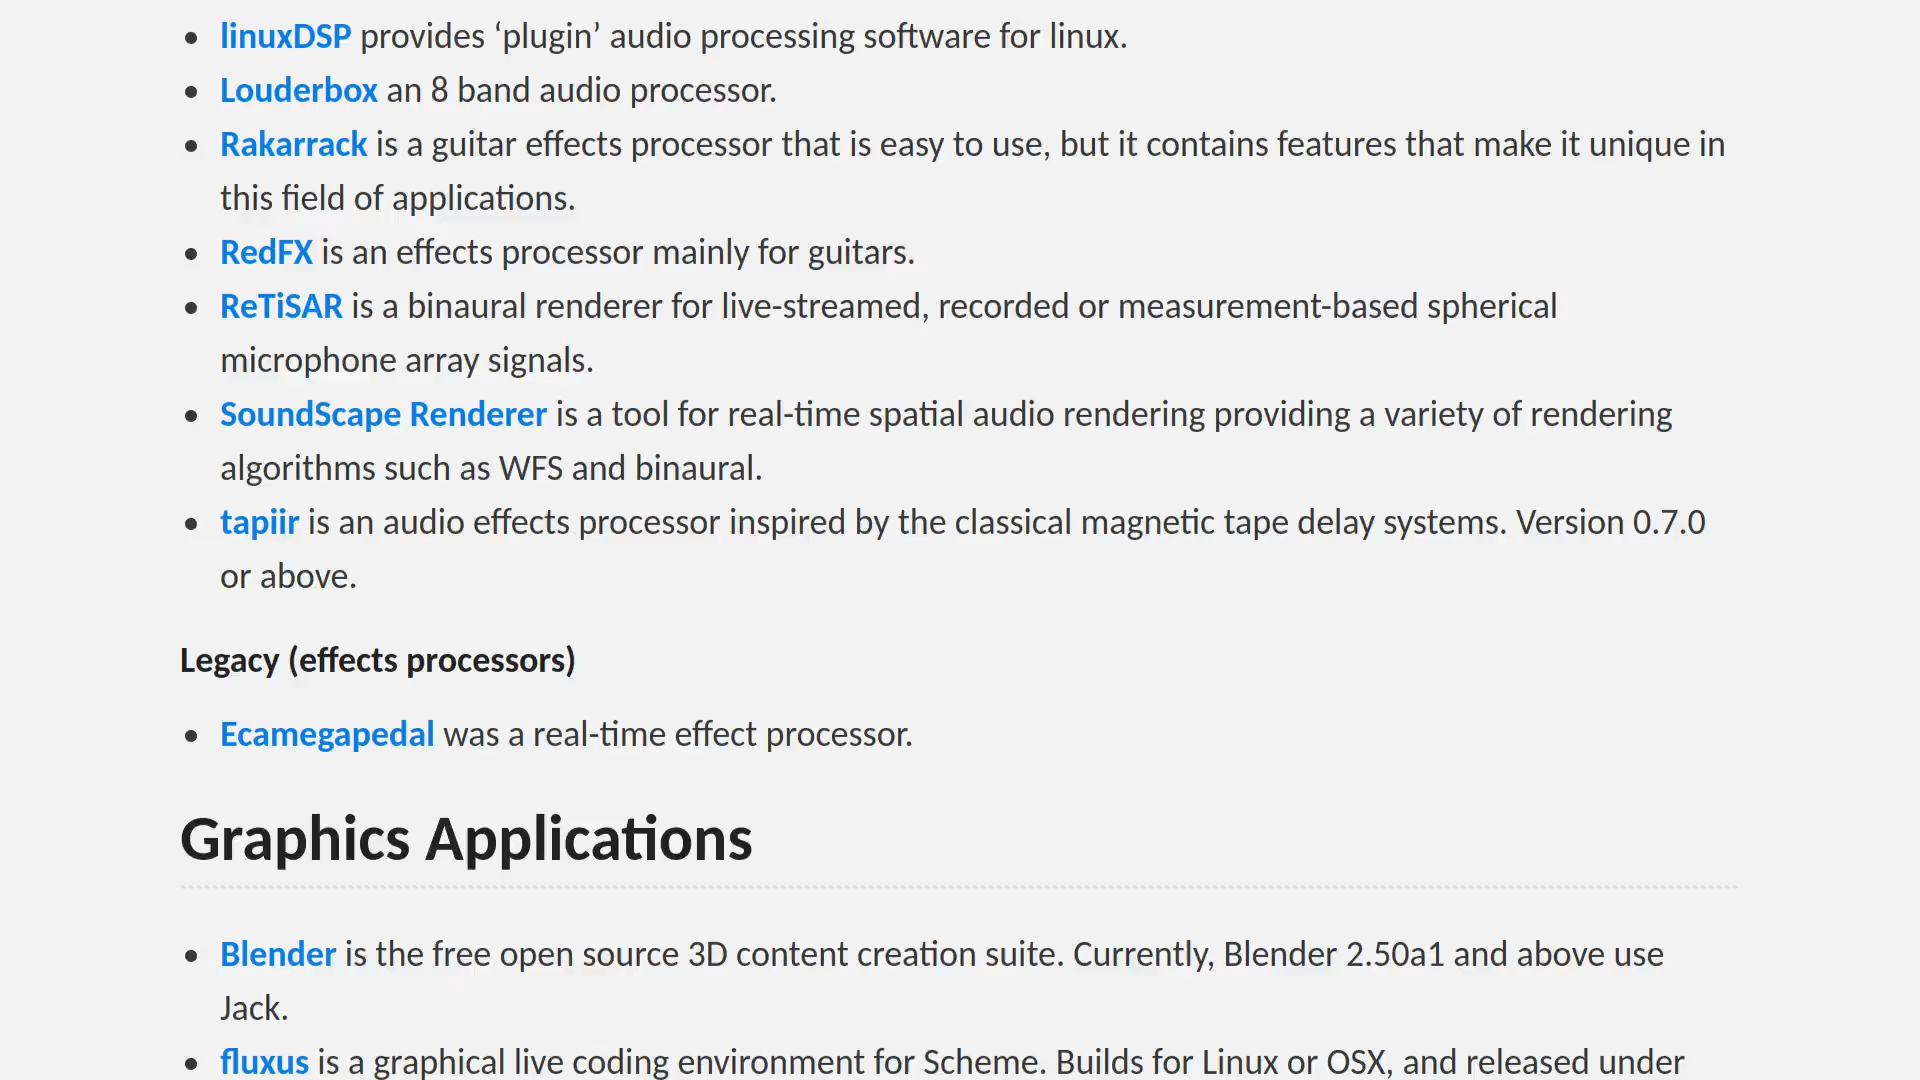 linuxDSP provides ‘plugin’ audio processing software for linux.
Louderbox an 8 band audio processor.
Rakarrack is a guitar effects processor that is easy to use, but it contains features that make it unique in
this field of applications.
RedFX is an effects processor mainly for guitars.
ReTiSAR is a binaural renderer for live-streamed, recorded or measurement-based spherical
microphone array signals.
SoundScape Renderer is a tool for real-time spatial audio rendering providing a variety of rendering
algorithms such as WFS and binaural.
tapiir is an audio effects processor inspired by the classical magnetic tape delay systems. Version 0.7.0
or above.
Legacy (effects processors)
Ecamegapedal was a real-time effect processor.
Graphics Applications
Blender is the free open source 3D content creation suite. Currently, Blender 2.50a1 and above use
Jack.
fluxus is a graphical live coding environment for Scheme. Builds for Linux or OSX, and released under